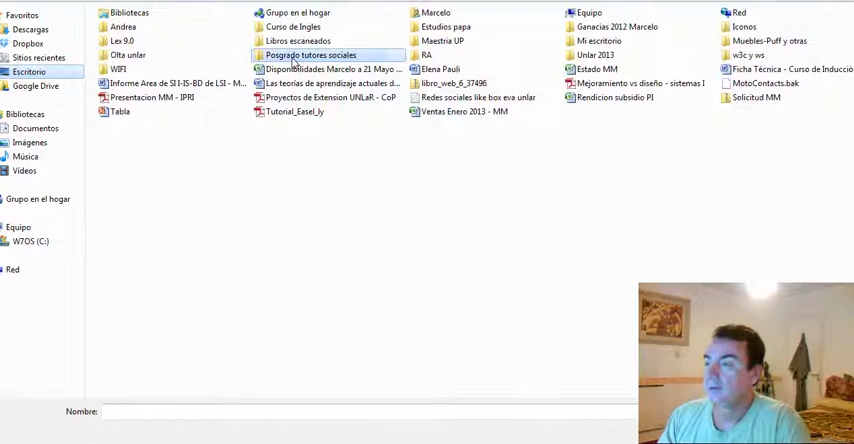 Favoritos
Descargas
Dropbox
Sitios recientes
Escritorio
Google Drive
Bibliotecas
Documentos
Imágenes
Música
Vídeos
Grupo en el hogar
Equipo
W7OS (C:)
Red
Bibliotecas
Andrea
Lex 9.0
Olta unlar
WIFI
Informe Area de SI I-IS-BD de LSI - M...
Presentacion MM - IPRI
Tabla
Grupo en el hogar
Curso de Ingles
Libros escaneados
Posgrado tutores sociales
Disponbilidades Marcelo a 21 Mayo ...
Las teorías de aprendizaje actuales d...
Proyectos de Extension UNLaR - CoP
Tutorial_Easel_ly
Marcelo
Estudios papa
Maestria UP
RA
Elena Pauli
libro_web_6_37496
Redes sociales like box eva unlar
Ventas Enero 2013 - MM
Equipo
Ganacias 2012 Marcelo
Mi escritorio
Unlar 2013
Estado MM
Mejoramiento vs diseño - sistemas I
Rendicion subsidio PI
Red
Iconos
Muebles-Puff y otras
w3c y ws
Ficha Técnica - Curso de Inducció
MotoContacts.bak
Solicitud MM
Nombre: